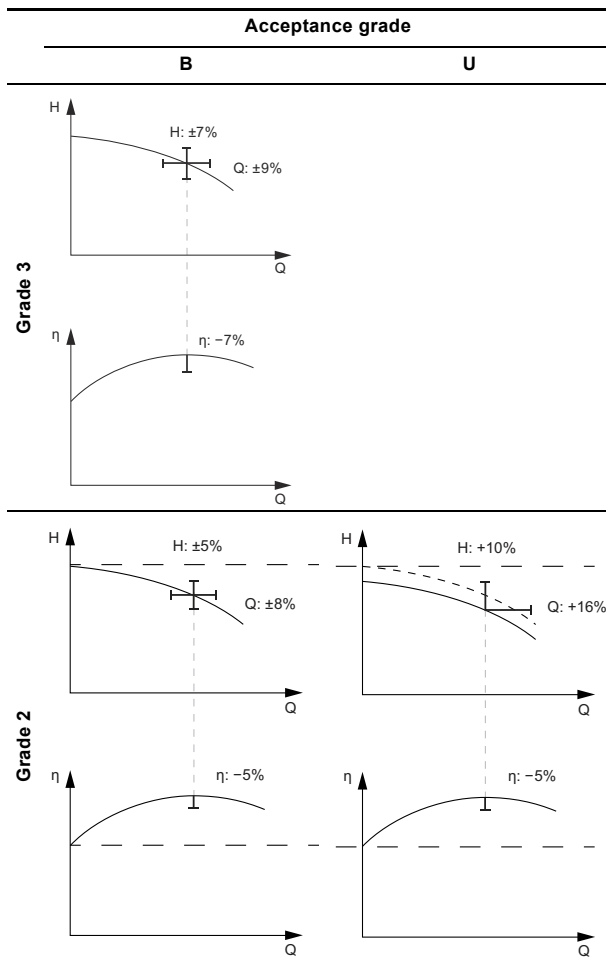 Acceptance grade
B U
Grade 3
H
H: ±7%
Q: ±9%
Q
η
η: −7%
Q
Grade 2
H
H: ±5%
Q: ±8%
Q
H
H: +10%
Q: +16%
Q
η
η: −5%
Q
η
η: −5%
Q